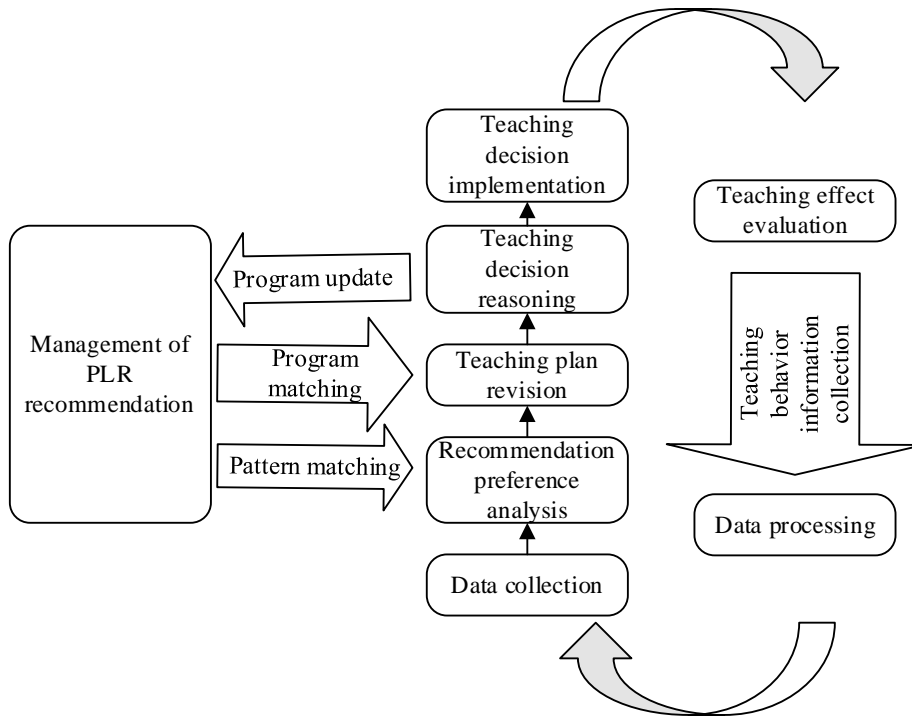 Teaching
decision
implementation
Teaching effect
evaluation
Teaching
decision
reasoning
Program update
Management of
PLR
recommendation
Program
matching
Teaching plan
revision
Teaching
behavior
information
collection
Pattern matching
Recommendation
preference
analysis
Data processing
Data collection